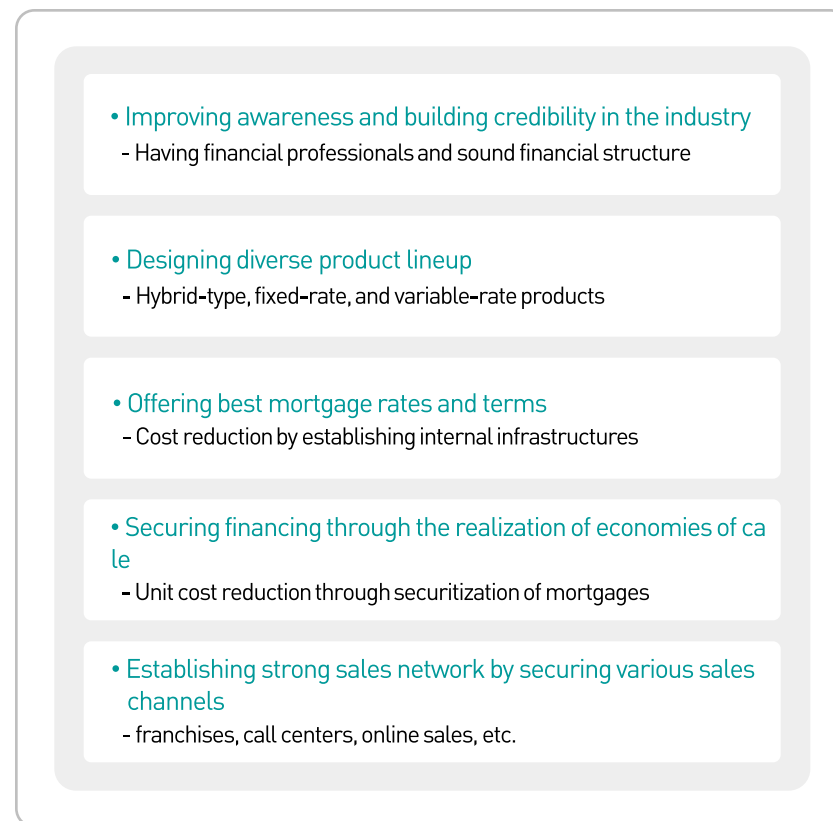 • Improving awareness and building credibility in the industry
- Having financial professionals and sound financial structure
• Designing diverse product lineup
- Hybrid-type, fixed-rate, and variable-rate products
• Offering best mortgage rates and terms
- Cost reduction by establishing internal infrastructures
• Securing financing through the realization of economies of ca
le
- Unit cost reduction through securitization of mortgages
• Establishing strong sales network by securing various sales
channels
- franchises, call centers, online sales, etc.